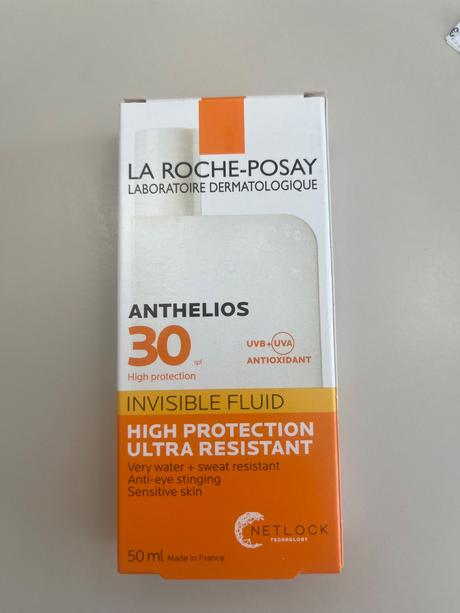 LA ROCHE-POSAY
LABORATOIRE DERMATOLOGIQUE
ANTHELIOS
30 spf
High protection
UVB+UVA
ANTIOXIDANT
INVISIBLE FLUID
HIGH PROTECTION
ULTRA RESISTANT
Very water + sweat resistant
Anti-eye stinging
Sensitive skin
NETLOCK
TECHNOLOGY
50 ml Made in France